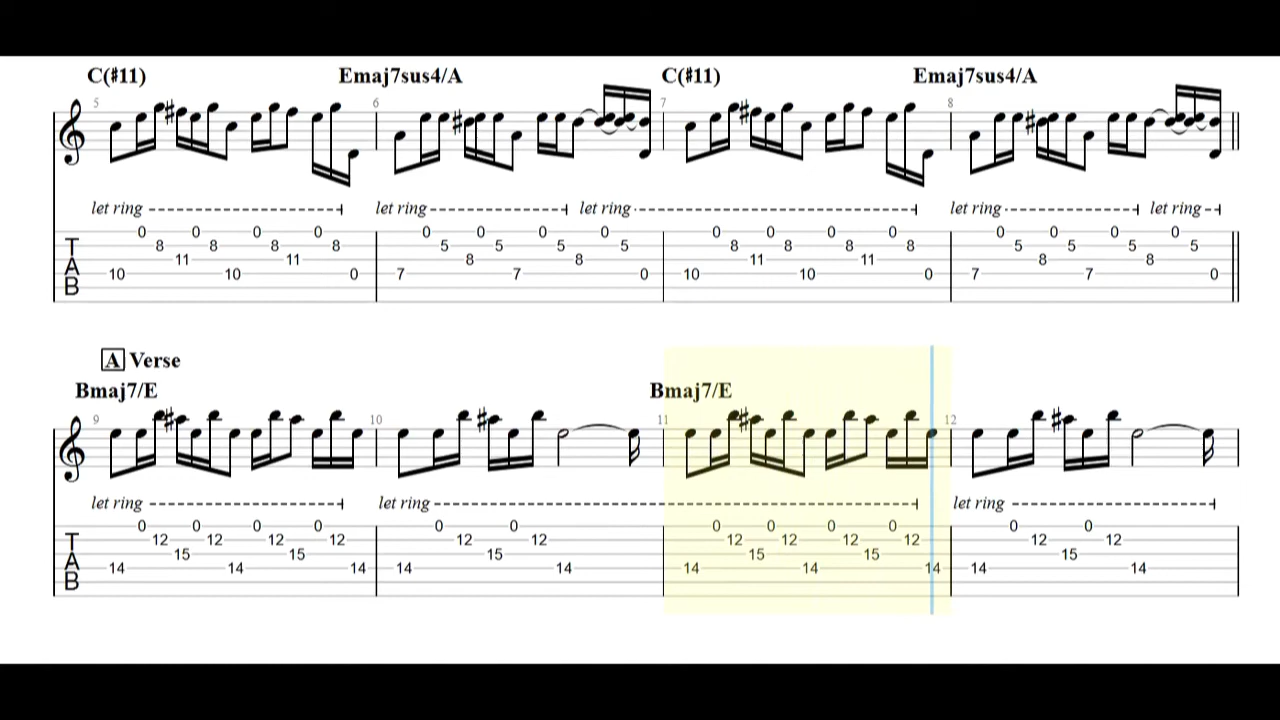 C(#11) Emaj7sus4/A C(#11) Emaj7sus4/A
5 6 7 8
let ring let ring let ring let ring let ring
0 0 0 0 0 0 0 0 0 0 0 0 0 0 0 0
8 8 8 8 5 5 5 5 8 8 8 8 5 5 5 5
T 11 11 8 8 11 11 8 8
A 10 10 0 7 7 0 10 10 0 7 7 0
B
A Verse
Bmaj7/E Bmaj7/E
9 10 11 12
let ring let ring let ring
0 0 0 0 0 0 0 0 0 0 0 0
T 12 12 12 12 12 12 12 12 12 12 12 12
15 15 15 15 15 15
A 14 14 14 14 14 14 14 14 14 14
B